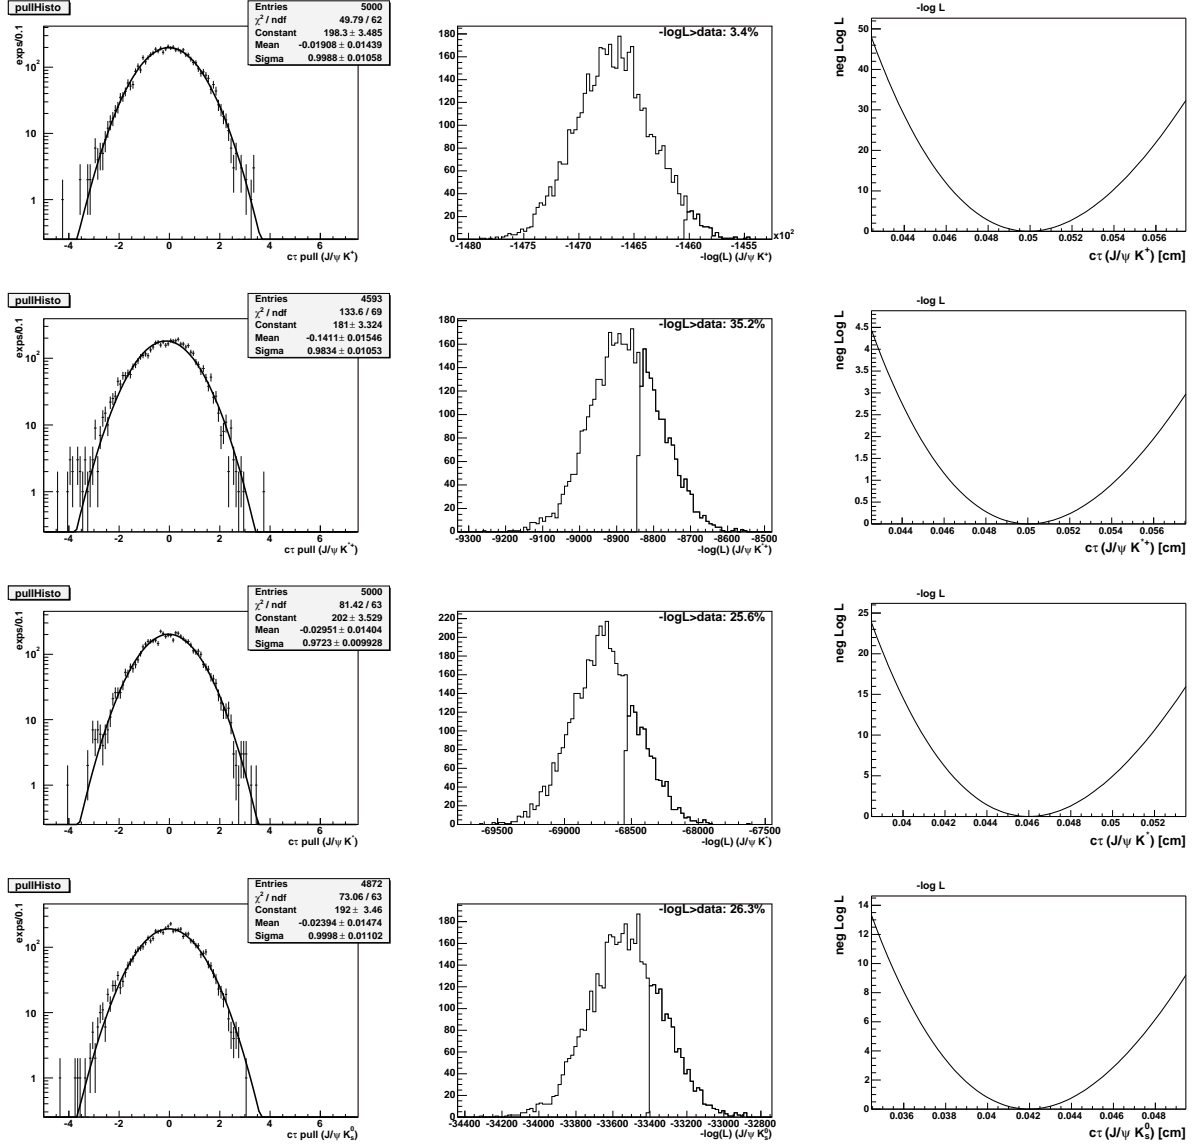 pullHisto
Entries 5000
χ² / ndf 49.79 / 62
Constant 198.3 ± 3.485
Mean -0.01908 ± 0.01439
Sigma 0.9988 ± 0.01058
exps/0.1
10²
10
1
-4 -2 0 2 4 6
cτ pull (J/ψ K⁺)
-logL>data: 3.4%
180
160
140
120
100
80
60
40
20
0
-1480 -1475 -1470 -1465 -1460 -1455
x10²
-log(L) (J/ψ K⁺)
-log L
neg Log L
50
40
30
20
10
0
0.044 0.046 0.048 0.05 0.052 0.054 0.056
cτ (J/ψ K⁺) [cm]
pullHisto
Entries 4593
χ² / ndf 133.6 / 69
Constant 181 ± 3.324
Mean -0.1411 ± 0.01546
Sigma 0.9834 ± 0.01053
exps/0.1
10²
10
1
-4 -2 0 2 4 6
cτ pull (J/ψ K*⁺)
-logL>data: 35.2%
180
160
140
120
100
80
60
40
20
0
-9300 -9200 -9100 -9000 -8900 -8800 -8700 -8600 -8500
-log(L) (J/ψ K*⁺)
-log L
neg Log L
4.5
4
3.5
3
2.5
2
1.5
1
0.5
0
0.044 0.046 0.048 0.05 0.052 0.054 0.056
cτ (J/ψ K*⁺) [cm]
pullHisto
Entries 5000
χ² / ndf 81.42 / 63
Constant 202 ± 3.529
Mean -0.02951 ± 0.01404
Sigma 0.9723 ± 0.009928
exps/0.1
10²
10
1
-4 -2 0 2 4 6
cτ pull (J/ψ K*)
-logL>data: 25.6%
220
200
180
160
140
120
100
80
60
40
20
0
-69500 -69000 -68500 -68000 -67500
-log(L) (J/ψ K*)
-log L
neg Log L
25
20
15
10
5
0
0.04 0.042 0.044 0.046 0.048 0.05 0.052
cτ (J/ψ K*) [cm]
pullHisto
Entries 4872
χ² / ndf 73.06 / 63
Constant 192 ± 3.46
Mean -0.02394 ± 0.01474
Sigma 0.9998 ± 0.01102
exps/0.1
10²
10
1
-4 -2 0 2 4 6
cτ pull (J/ψ K⁰ₛ)
-logL>data: 26.3%
180
160
140
120
100
80
60
40
20
0
-34400 -34200 -34000 -33800 -33600 -33400 -33200 -33000 -32800
-log(L) (J/ψ K⁰ₛ)
-log L
neg Log L
14
12
10
8
6
4
2
0
0.036 0.038 0.04 0.042 0.044 0.046 0.048
cτ (J/ψ K⁰ₛ) [cm]